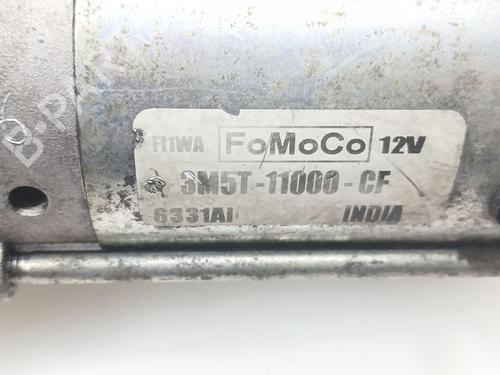 F11WA FoMoCo 12V
3M5T-11000-CF
6331AI INDIA